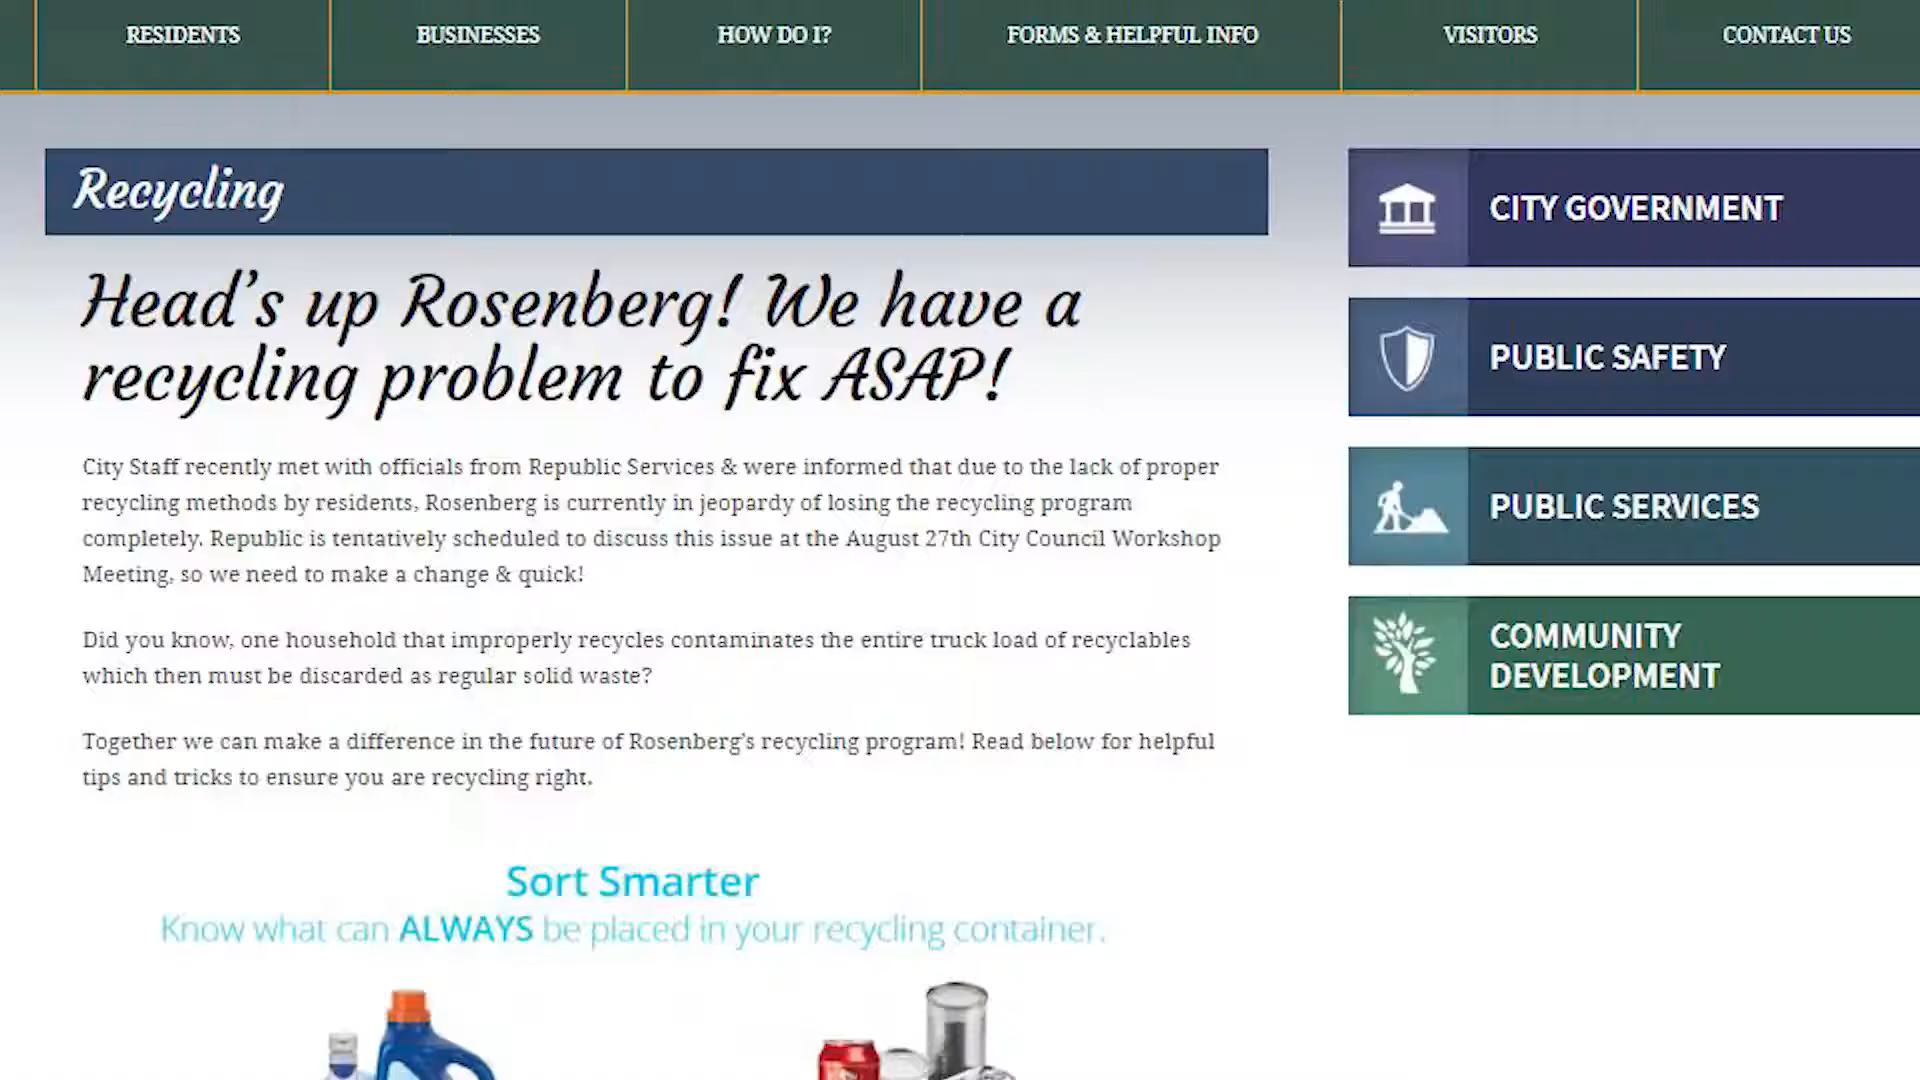 RESIDENTS
BUSINESSES
HOW DO I?
FORMS & HELPFUL INFO
VISITORS
CONTACT US
Recycling
Head's up Rosenberg! We have a
recycling problem to fix ASAP!
City Staff recently met with officials from Republic Services & were informed that due to the lack of proper
recycling methods by residents, Rosenberg is currently in jeopardy of losing the recycling program
completely. Republic is tentatively scheduled to discuss this issue at the August 27th City Council Workshop
Meeting, so we need to make a change & quick!
Did you know, one household that improperly recycles contaminates the entire truck load of recyclables
which then must be discarded as regular solid waste?
Together we can make a difference in the future of Rosenberg's recycling program! Read below for helpful
tips and tricks to ensure you are recycling right.
Sort Smarter
Know what can ALWAYS be placed in your recycling container.
CITY GOVERNMENT
PUBLIC SAFETY
PUBLIC SERVICES
COMMUNITY
DEVELOPMENT